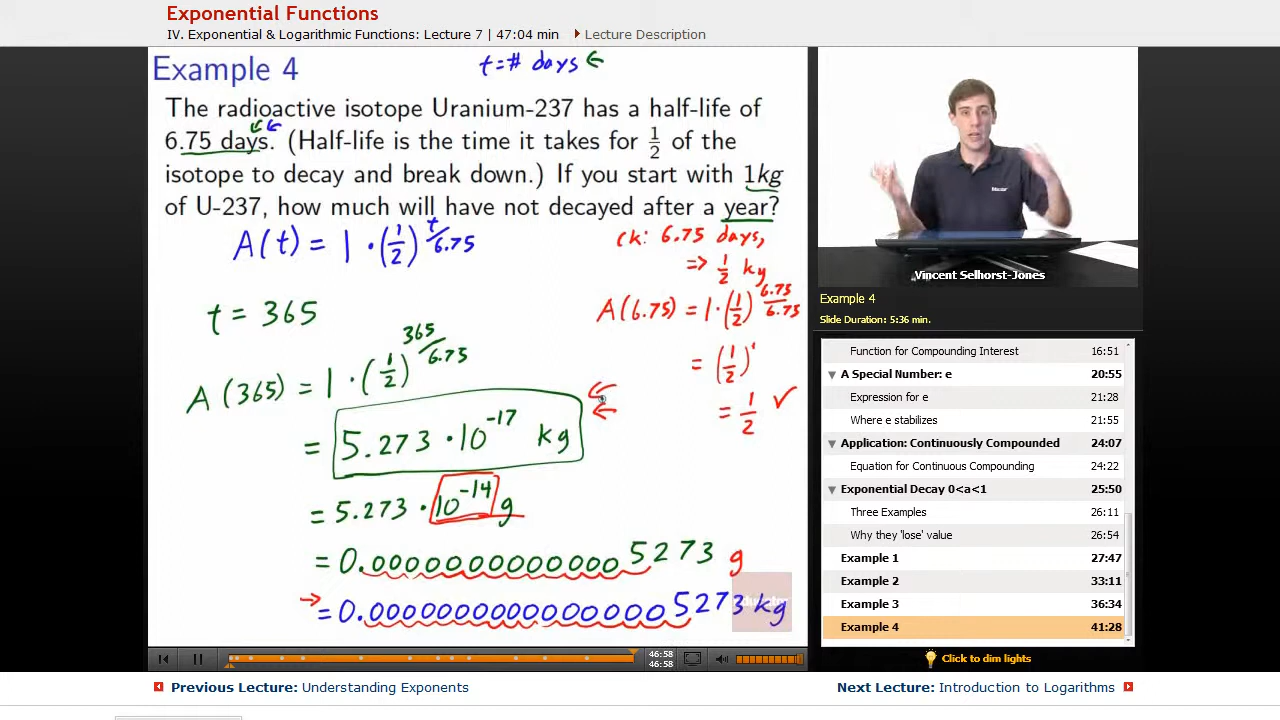 Exponential Functions
IV. Exponential & Logarithmic Functions: Lecture 7 | 47:04 min Lecture Description
Example 4
t = # days ←
The radioactive isotope Uranium-237 has a half-life of
6.75 days. (Half-life is the time it takes for 1/2 of the
isotope to decay and break down.) If you start with 1kg
of U-237, how much will have not decayed after a year?
A(t) = 1 · (1/2)^(t/6.75)
t = 365
A(365) = 1 · (1/2)^(365/6.75)
= 5.273 · 10^-17 kg
= 5.273 · 10^-14 g
= 0.00000000000005273 g
→ = 0.00000000000000005273 kg
ck: 6.75 days,
=> 1/2 kg
A(6.75) = 1 · (1/2)^(6.75/6.75)
= (1/2)^1
= 1/2 ✓
Vincent Selhorst-Jones
Example 4
Slide Duration: 5:36 min.
Function for Compounding Interest 16:51
A Special Number: e 20:55
Expression for e 21:28
Where e stabilizes 21:55
Application: Continuously Compounded 24:07
Equation for Continuous Compounding 24:22
Exponential Decay 0<a<1 25:50
Three Examples 26:11
Why they 'lose' value 26:54
Example 1 27:47
Example 2 33:11
Example 3 36:34
Example 4 41:28
46:58
46:58
Click to dim lights
Previous Lecture: Understanding Exponents
Next Lecture: Introduction to Logarithms